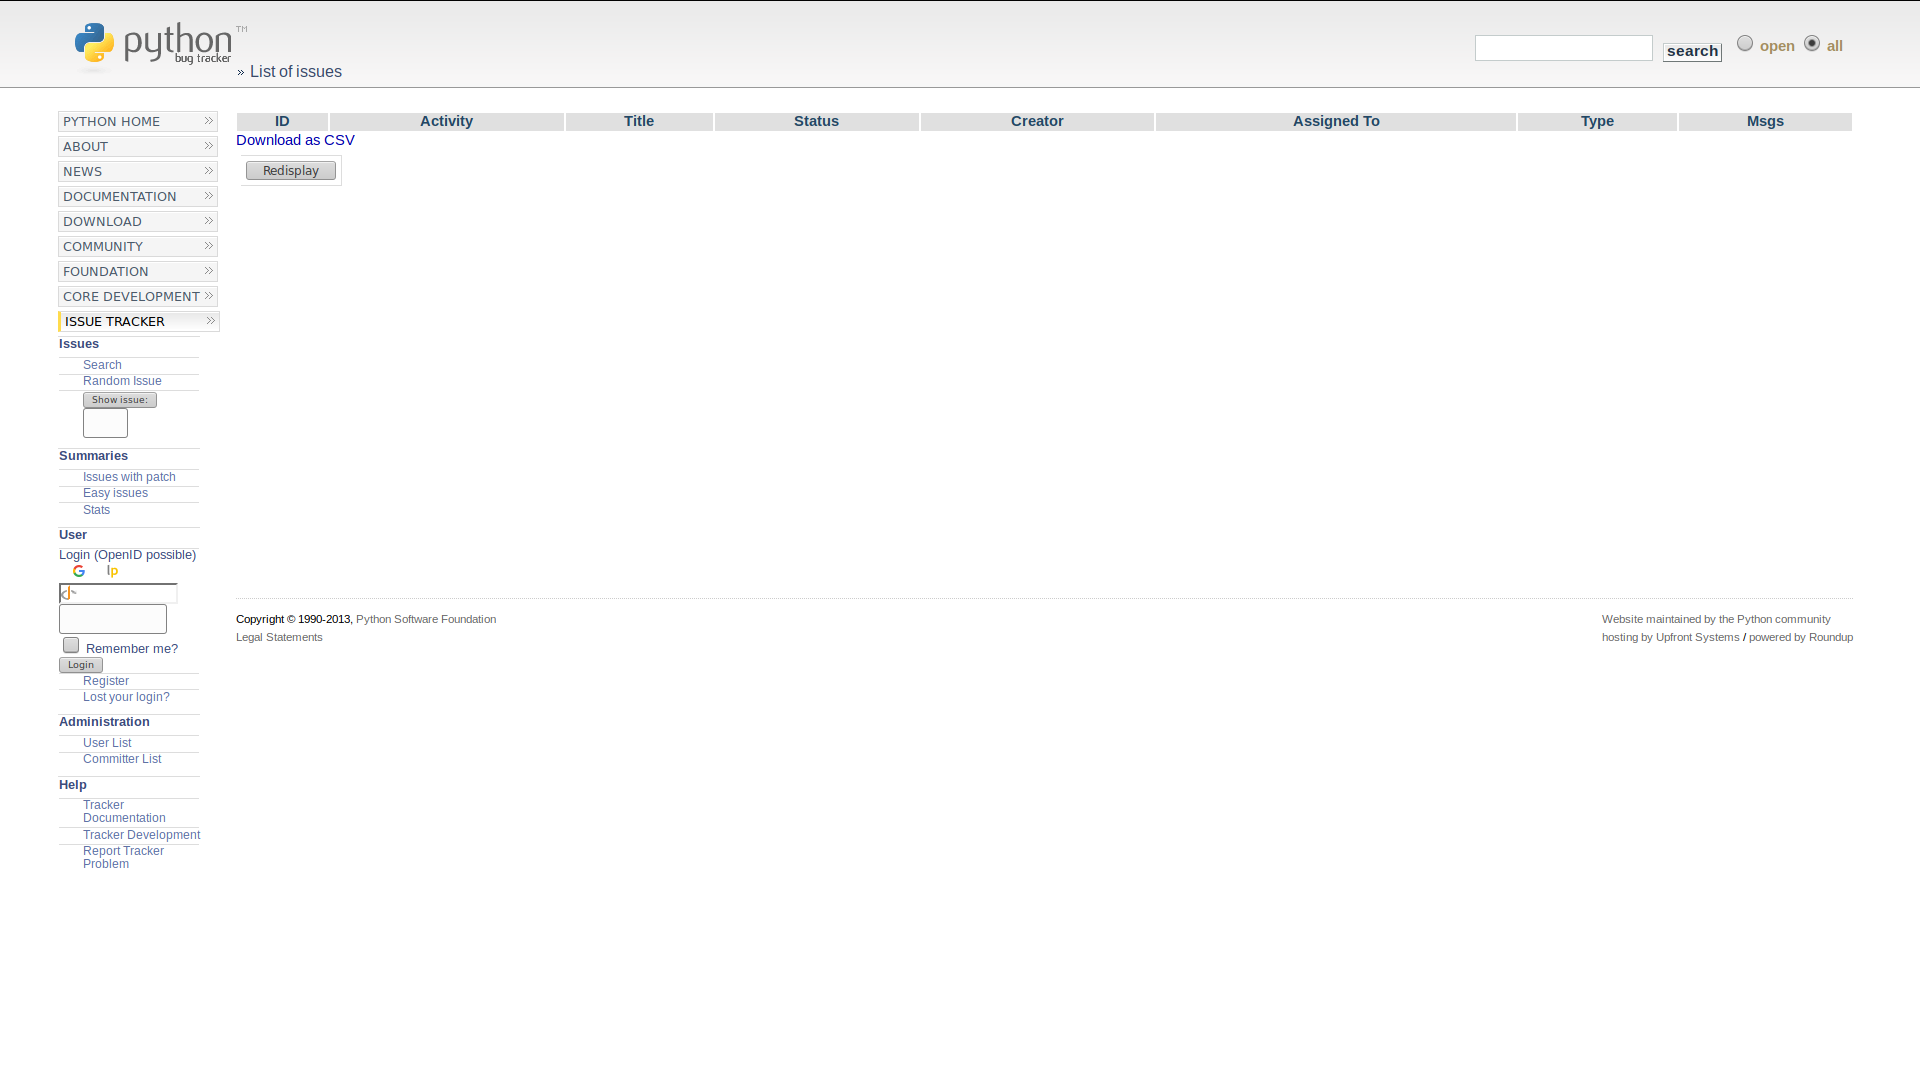 python TM
bug tracker
» List of issues
search open all
PYTHON HOME
ABOUT
NEWS
DOCUMENTATION
DOWNLOAD
COMMUNITY
FOUNDATION
CORE DEVELOPMENT
ISSUE TRACKER
Issues
Search
Random Issue
Show issue:
Summaries
Issues with patch
Easy issues
Stats
User
Login (OpenID possible)
G lp
Remember me?
Login
Register
Lost your login?
Administration
User List
Committer List
Help
Tracker
Documentation
Tracker Development
Report Tracker
Problem
ID Activity Title Status Creator Assigned To Type Msgs
Download as CSV
Redisplay
Copyright © 1990-2013, Python Software Foundation
Legal Statements
Website maintained by the Python community
hosting by Upfront Systems / powered by Roundup